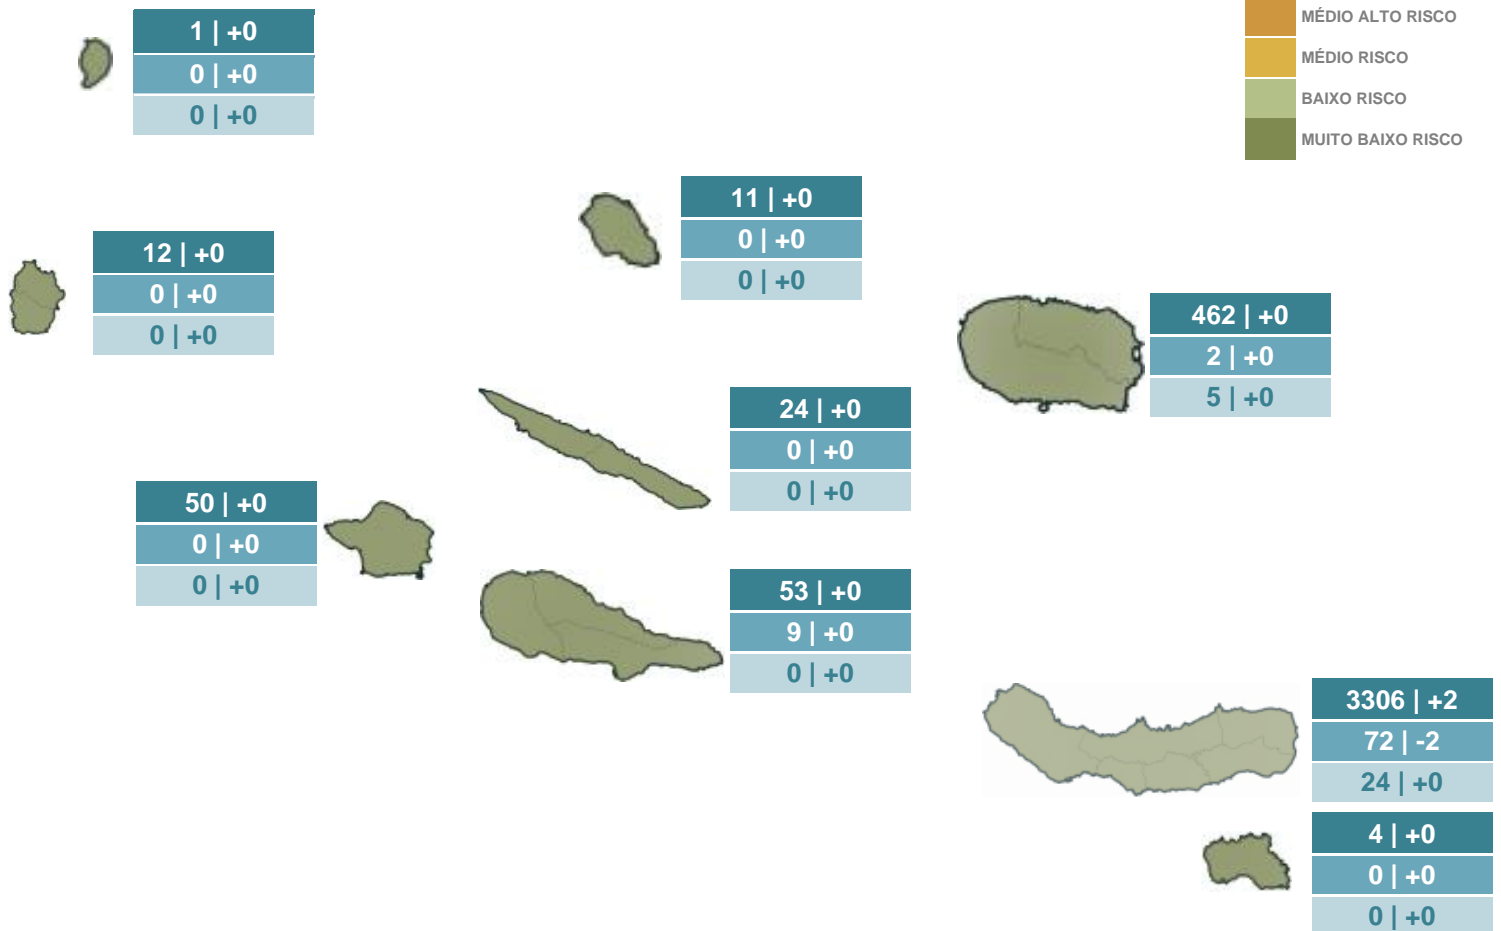 MÉDIO ALTO RISCO
MÉDIO RISCO
BAIXO RISCO
MUITO BAIXO RISCO
1 | +0
0 | +0
0 | +0
11 | +0
0 | +0
0 | +0
12 | +0
0 | +0
0 | +0
462 | +0
2 | +0
5 | +0
24 | +0
0 | +0
0 | +0
50 | +0
0 | +0
0 | +0
53 | +0
9 | +0
0 | +0
3306 | +2
72 | -2
24 | +0
4 | +0
0 | +0
0 | +0